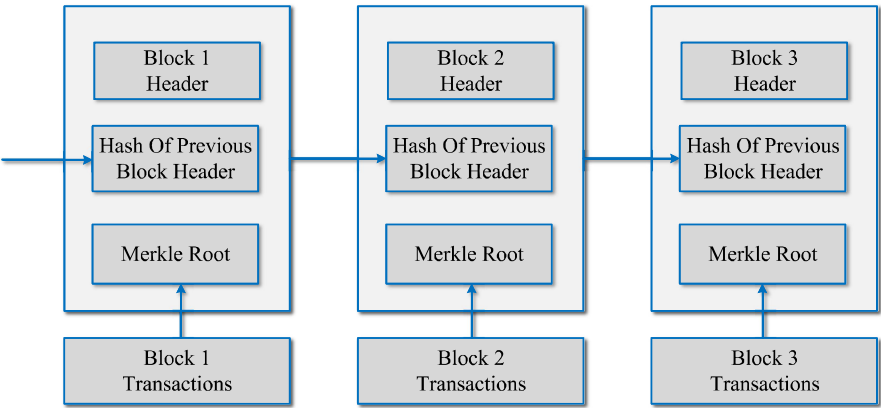 Block 1
Header
Hash Of Previous
Block Header
Merkle Root
Block 1
Transactions
Block 2
Header
Hash Of Previous
Block Header
Merkle Root
Block 2
Transactions
Block 3
Header
Hash Of Previous
Block Header
Merkle Root
Block 3
Transactions